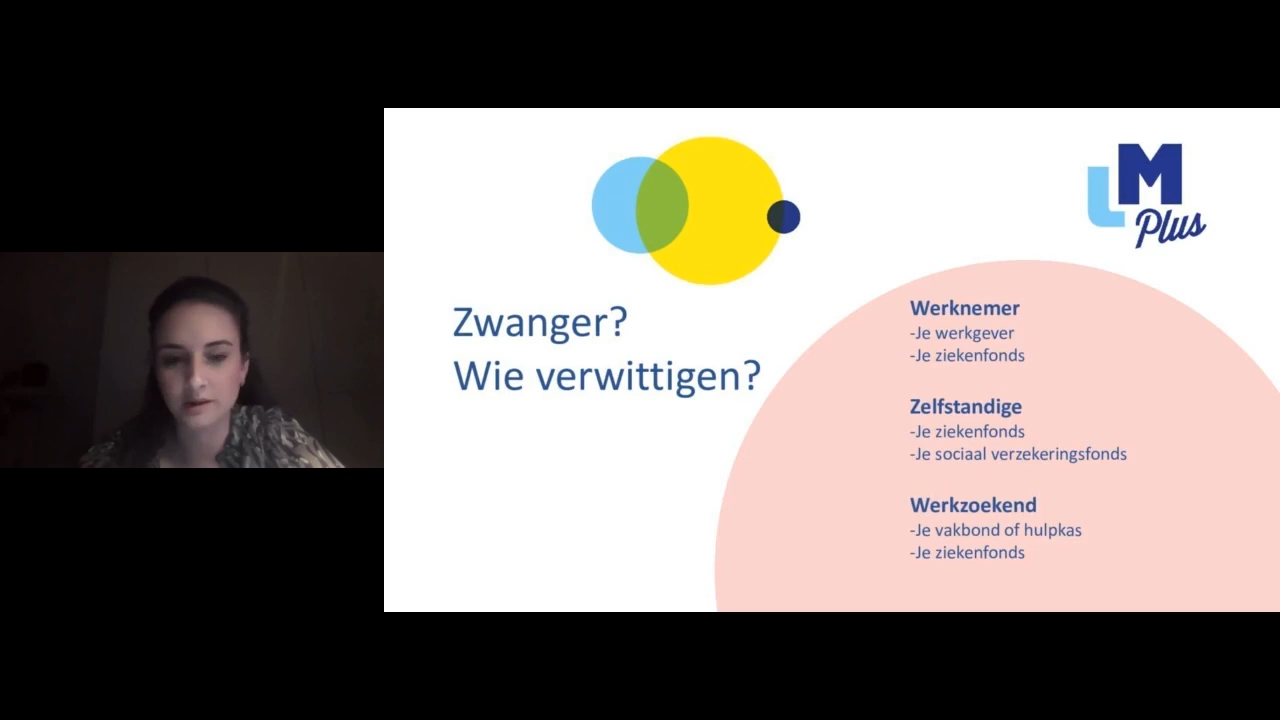 LM
Plus
Zwanger?
Wie verwittigen?
Werknemer
-Je werkgever
-Je ziekenfonds
Zelfstandige
-Je ziekenfonds
-Je sociaal verzekeringsfonds
Werkzoekend
-Je vakbond of hulpkas
-Je ziekenfonds